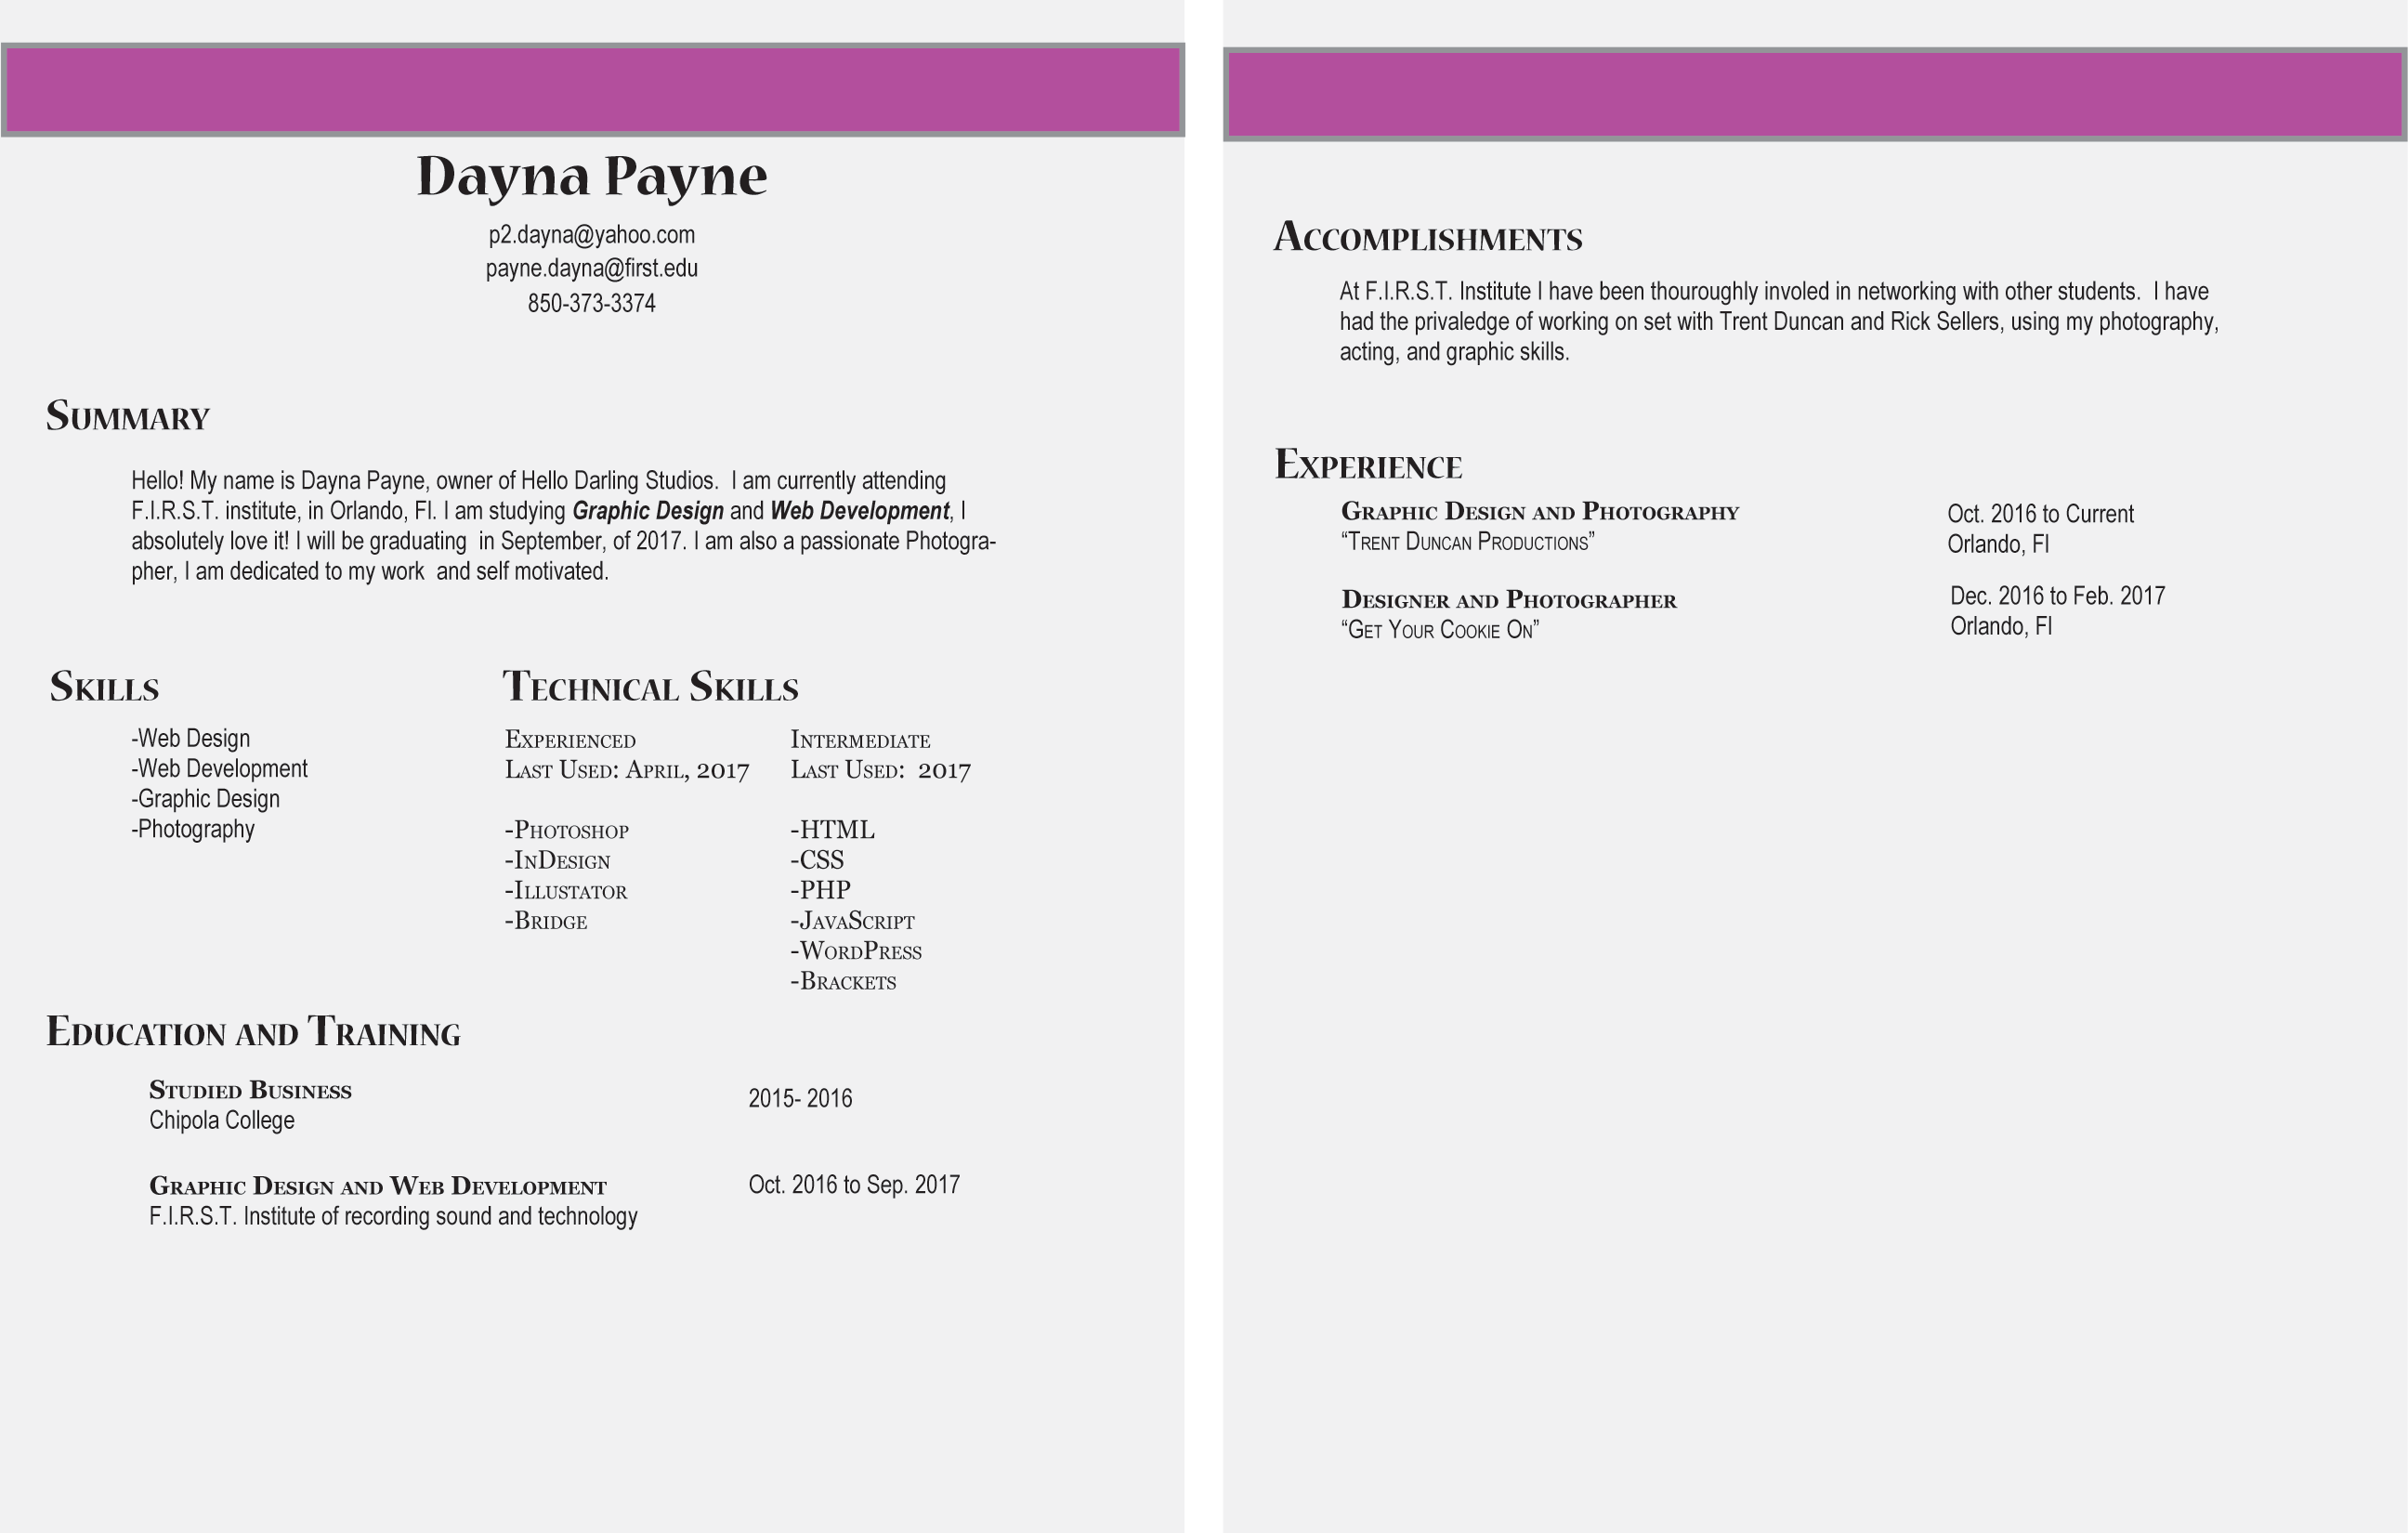 Dayna Payne
p2.dayna@yahoo.com
payne.dayna@first.edu
850-373-3374
Summary
Hello! My name is Dayna Payne, owner of Hello Darling Studios.  I am currently attending
F.I.R.S.T. institute, in Orlando, Fl. I am studying Graphic Design and Web Development, I
absolutely love it! I will be graduating  in September, of 2017. I am also a passionate Photogra-
pher, I am dedicated to my work  and self motivated.
Skills
-Web Design
-Web Development
-Graphic Design
-Photography
Technical Skills
Experienced
Last Used: April, 2017
-Photoshop
-InDesign
-Illustator
-Bridge
Intermediate
Last Used:  2017
-HTML
-CSS
-PHP
-JavaScript
-WordPress
-Brackets
Education and Training
Studied Business
Chipola College
2015- 2016
Graphic Design and Web Development
F.I.R.S.T. Institute of recording sound and technology
Oct. 2016 to Sep. 2017
Accomplishments
At F.I.R.S.T. Institute I have been thouroughly involed in networking with other students.  I have
had the privaledge of working on set with Trent Duncan and Rick Sellers, using my photography,
acting, and graphic skills.
Experience
Graphic Design and Photography
“Trent Duncan Productions”
Oct. 2016 to Current
Orlando, Fl
Designer and Photographer
“Get Your Cookie On”
Dec. 2016 to Feb. 2017
Orlando, Fl